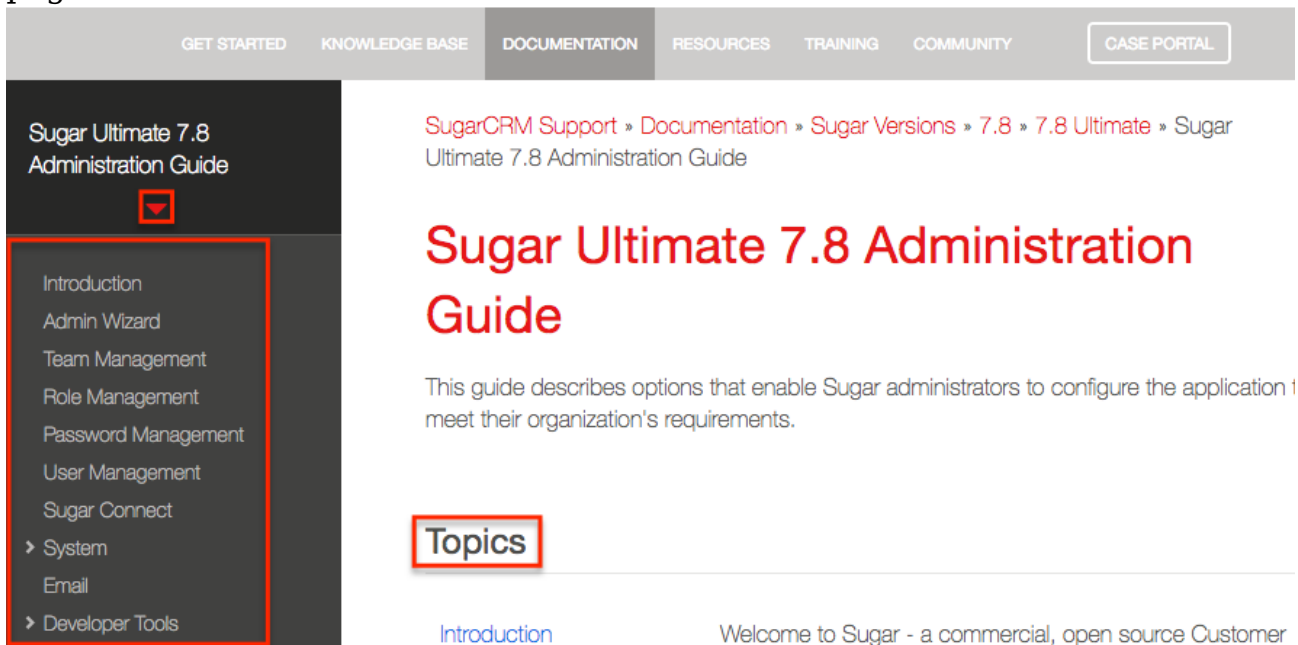 GET STARTED KNOWLEDGE BASE DOCUMENTATION RESOURCES TRAINING COMMUNITY CASE PORTAL
Sugar Ultimate 7.8
Administration Guide
Introduction
Admin Wizard
Team Management
Role Management
Password Management
User Management
Sugar Connect
> System
Email
> Developer Tools
SugarCRM Support » Documentation » Sugar Versions » 7.8 » 7.8 Ultimate » Sugar
Ultimate 7.8 Administration Guide
Sugar Ultimate 7.8 Administration
Guide
This guide describes options that enable Sugar administrators to configure the application
meet their organization's requirements.
Topics
Introduction Welcome to Sugar - a commercial, open source Customer